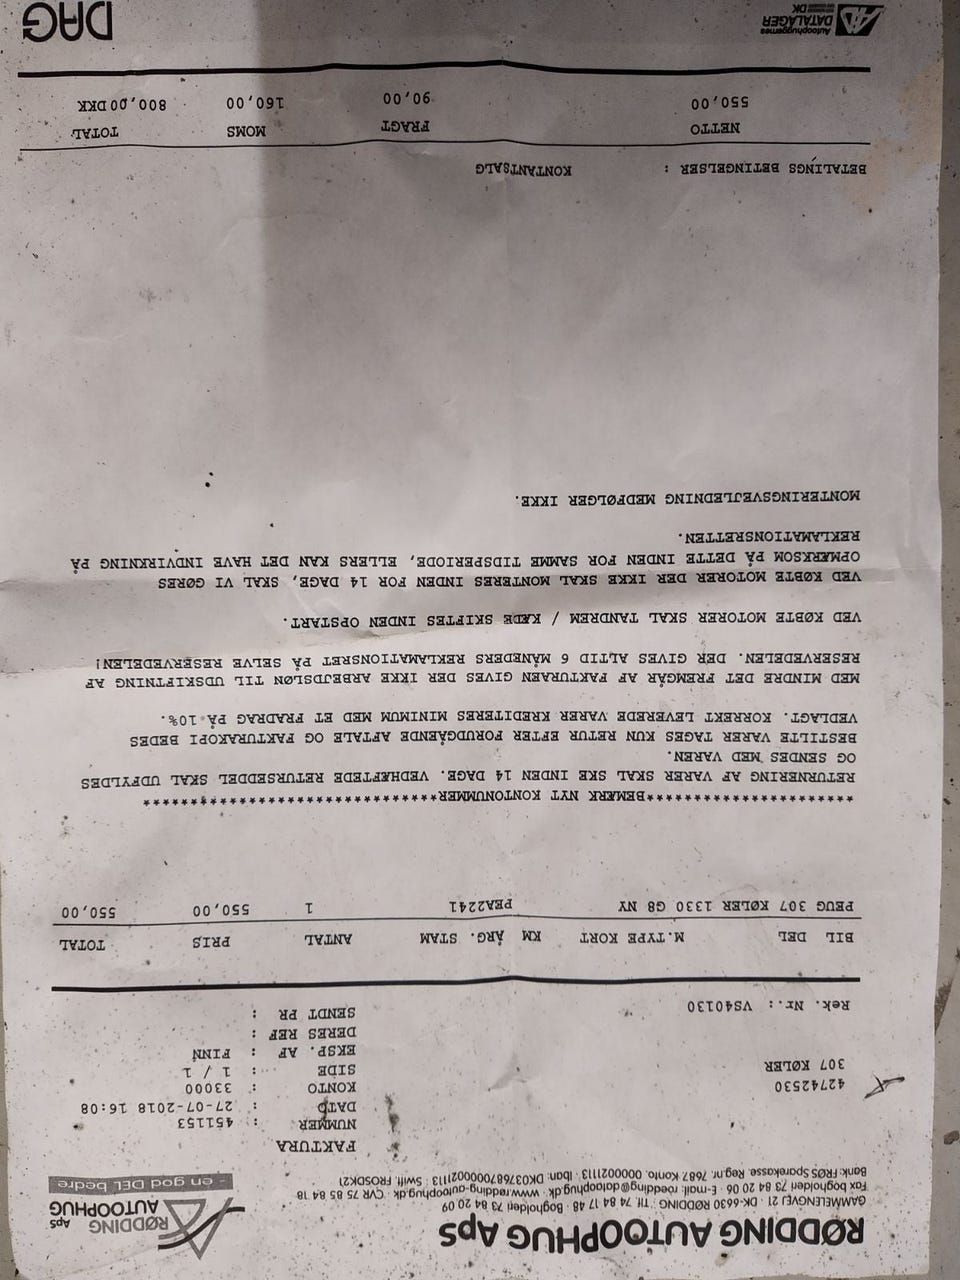 RØDDING AUTOOPHUG ApS
GAMMELLENGVEJ 21 · DK-6630 RØDDING · Tlf. 74 84 17 48 · Bogholderi 73 84 20 09
Fax bogholderi 73 84 20 06 · E-mail: roedding@dataophug.dk · www.rødding-autoophug.dk · CVR 75 85 84 18
Bank: FRØS Sparekasse. Reg.nr. 7687 Konto. 0000021113 · Iban: DK0376870000021113 · Swift. FROSDK21
RØDDING
AUTOOPHUG Aps
- en god DEL bedre
FAKTURA
NUMMER : 451153
DATO : 27-07-2018 16:08
42742530 KONTO : 33000
307 KØLER SIDE : 1 / 1
EKSP. AF : FINN
DERES REF :
Rek. Nr.: VS40130 SENDT PR :
BIL DEL M.TYPE KORT KM ÅRG. STAM ANTAL PRIS TOTAL
PEUG 307 KØLER 1330 G8 NY PEA2241 1 550,00 550,00
***********************BEMÆRK NYT KONTONUMMER*********************************
RETURNERING AF VARER SKAL SKE INDEN 14 DAGE. VEDHÆFTEDE RETURSEDDEL SKAL UDFYLDES
OG SENDES MED VAREN.
BESTILTE VARER TAGES KUN RETUR EFTER FORUDGÅENDE AFTALE OG FAKTURAKOPI BEDES
VEDLAGT. KORREKT LEVEREDE VARER KREDITERES MINIMUM MED ET FRADRAG PÅ 10%.
MED MINDRE DET FREMGÅR AF FAKTURAEN GIVES DER IKKE ARBEJDSLØN TIL UDSKIFTNING AF
RESERVEDELEN. DER GIVES ALTID 6 MÅNEDERS REKLAMATIONSRET PÅ SELVE RESERVEDELEN!
VED KØBTE MOTORER SKAL TANDREM / KÆDE SKIFTES INDEN OPSTART.
VED KØBTE MOTORER DER IKKE SKAL MONTERES INDEN FOR 14 DAGE, SKAL VI GØRES
OPMÆRKSOM PÅ DETTE INDEN FOR SAMME TIDSPERIODE, ELLERS KAN DET HAVE INDVIRKNING PÅ
REKLAMATIONSRETTEN.
MONTERINGSVEJLEDNING MEDFØLGER IKKE.
BETALINGS BETINGELSER : KONTANTSALG
NETTO FRAGT MOMS TOTAL
550,00 90,00 160,00 800,00 DKK
Autoophuggernes
DATALAGER
DK
DAG